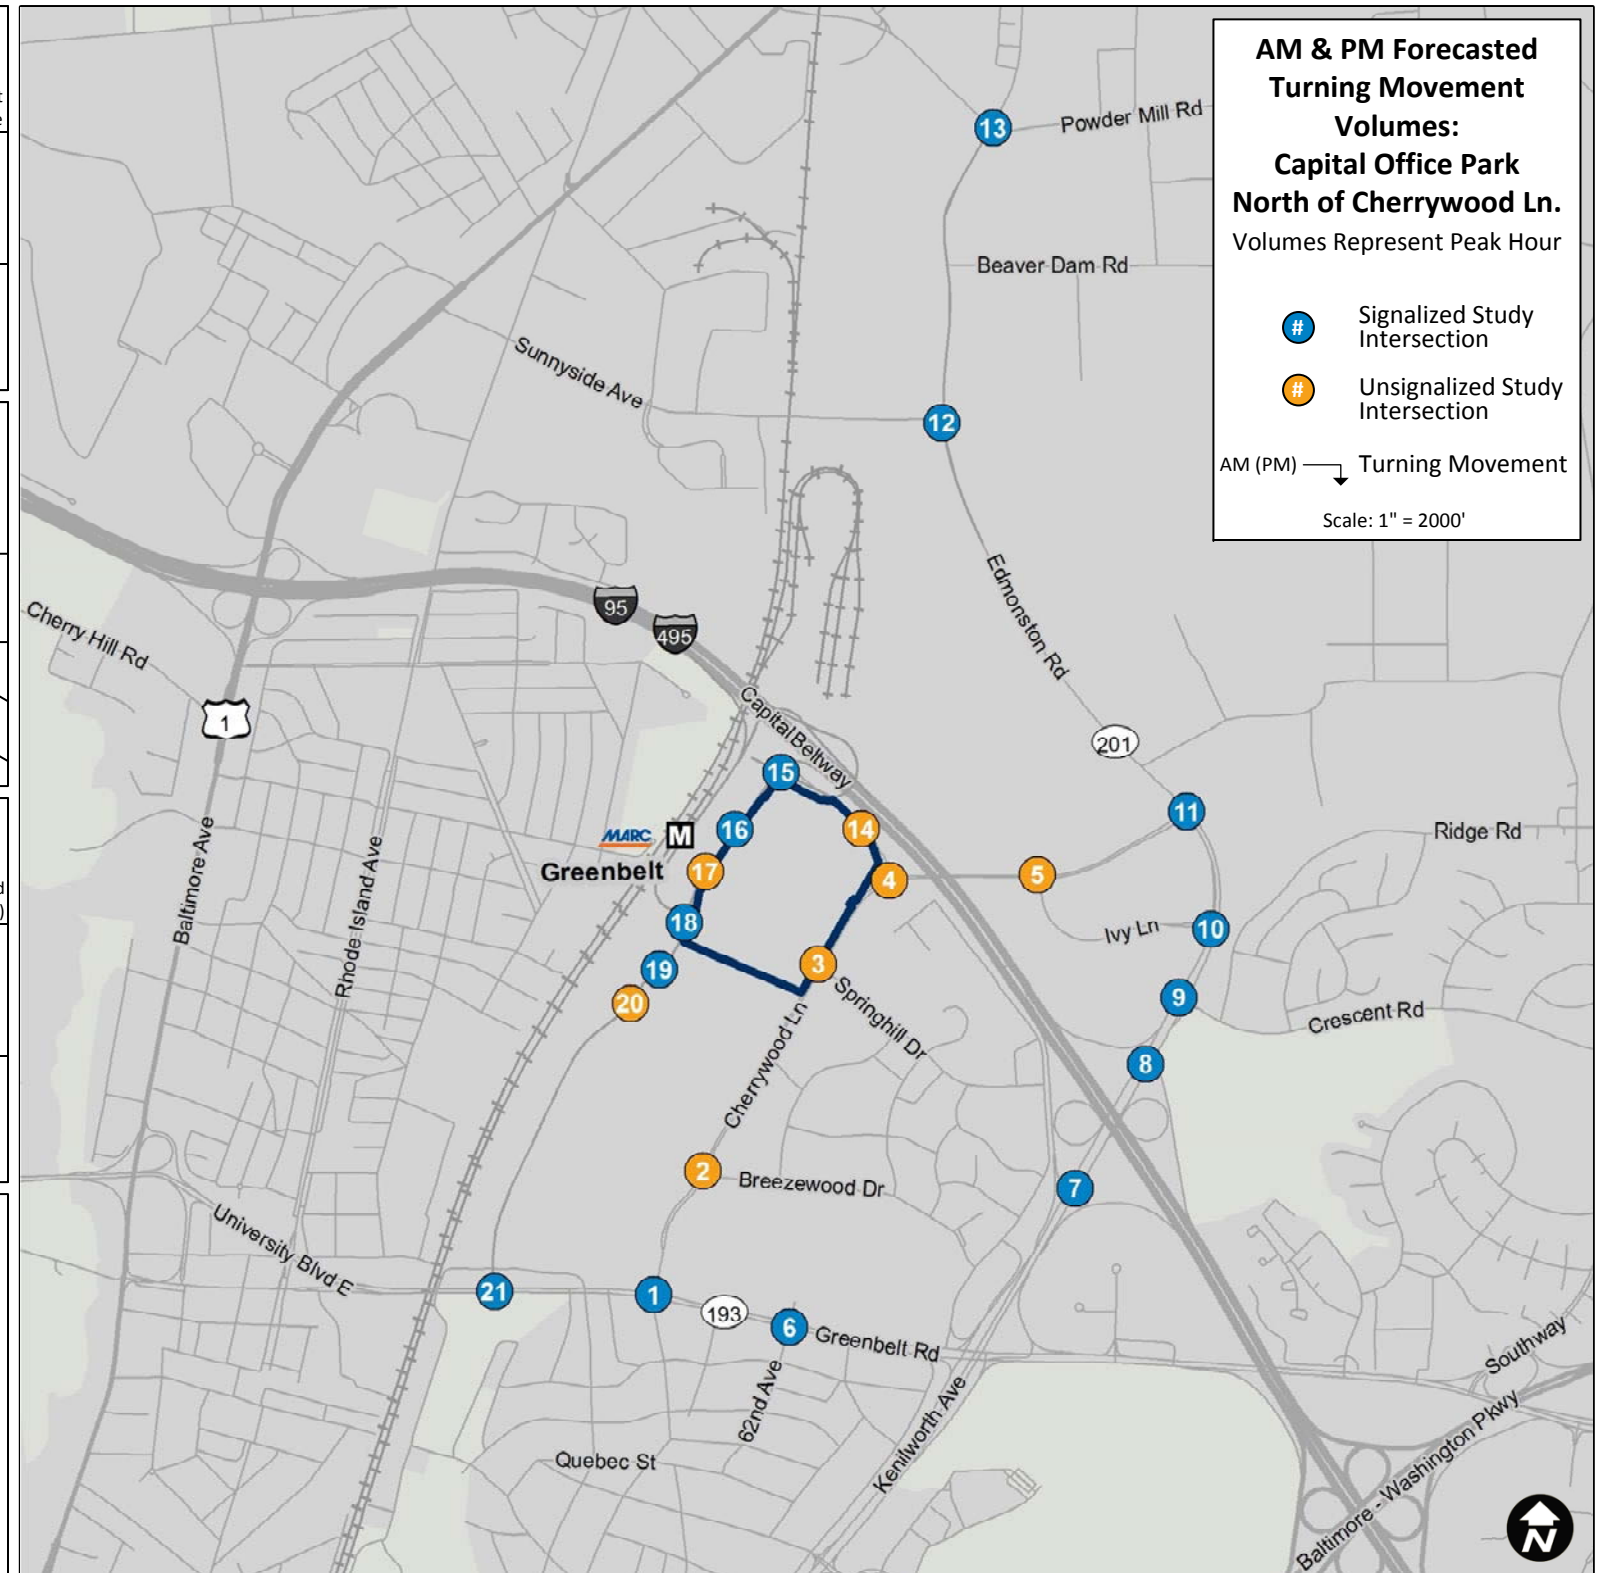 AM & PM Forecasted
Turning Movement
Volumes:
Capital Office Park
North of Cherrywood Ln.
Volumes Represent Peak Hour
# Signalized Study
Intersection
# Unsignalized Study
Intersection
AM (PM) Turning Movement
Scale: 1" = 2000'
13
Powder Mill Rd
Beaver Dam Rd
Sunnyside Ave
12
Edmonston Rd
95
495
Cherry Hill Rd
1
Capital Beltway
201
15
16
14
11
MARC M
Greenbelt
Ridge Rd
17
4
5
Baltimore Ave
Rhode Island Ave
18
Ivy Ln
10
19
3
9
20
Springhill Dr
Crescent Rd
Cherrywood Ln
8
2
Breezewood Dr
7
University Blvd E
21
1
193
6
Greenbelt Rd
Southway
62nd Ave
Kenilworth Ave
Quebec St
Baltimore - Washington Pkwy
N